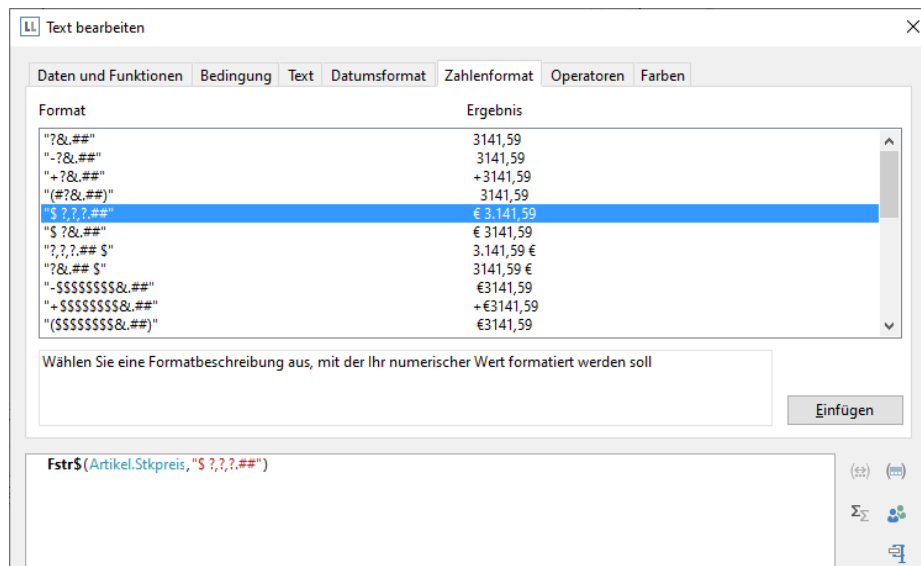 LL Text bearbeiten
Daten und Funktionen Bedingung Text Datumsformat Zahlenformat Operatoren Farben
Format Ergebnis
"?&.##" 3141,59
"-?&.##" 3141,59
"+?&.##" +3141,59
"(#?&.##)" 3141,59
"$ ?,?,?.##" € 3.141,59
"$ ?&.##" € 3141,59
"?,?,?.## $" 3.141,59 €
"?&.## $" 3141,59 €
"-$$$$$$$$&.##" €3141,59
"+$$$$$$$$&.##" +€3141,59
"($$$$$$$$&.##)" €3141,59
Wählen Sie eine Formatbeschreibung aus, mit der Ihr numerischer Wert formatiert werden soll
Einfügen
Fstr$(Artikel.Stkpreis,"$ ?,?,?.##")
ΣΣ